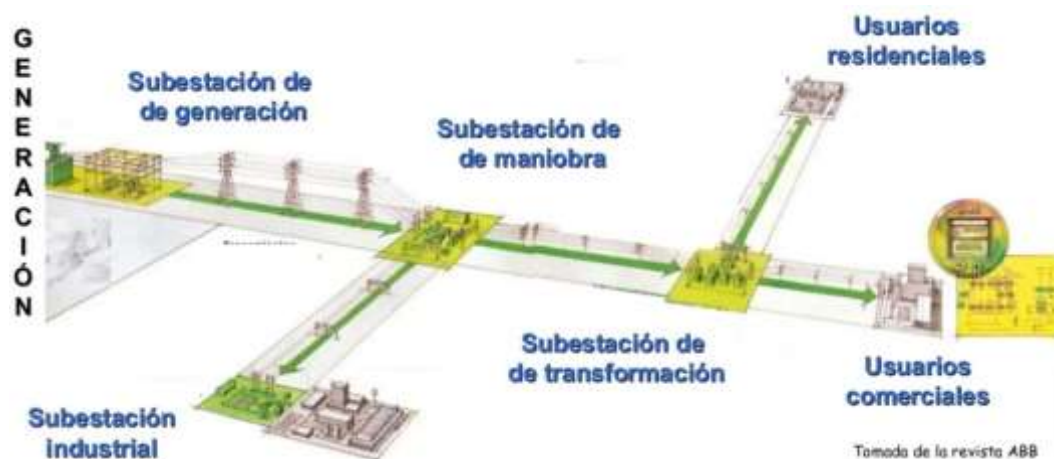 GENERACIÓN
Subestación de
de generación
Subestación de
de maniobra
Usuarios
residenciales
Subestación de
de transformación
Usuarios
comerciales
Subestación
industrial
Tomada de la revista ABB